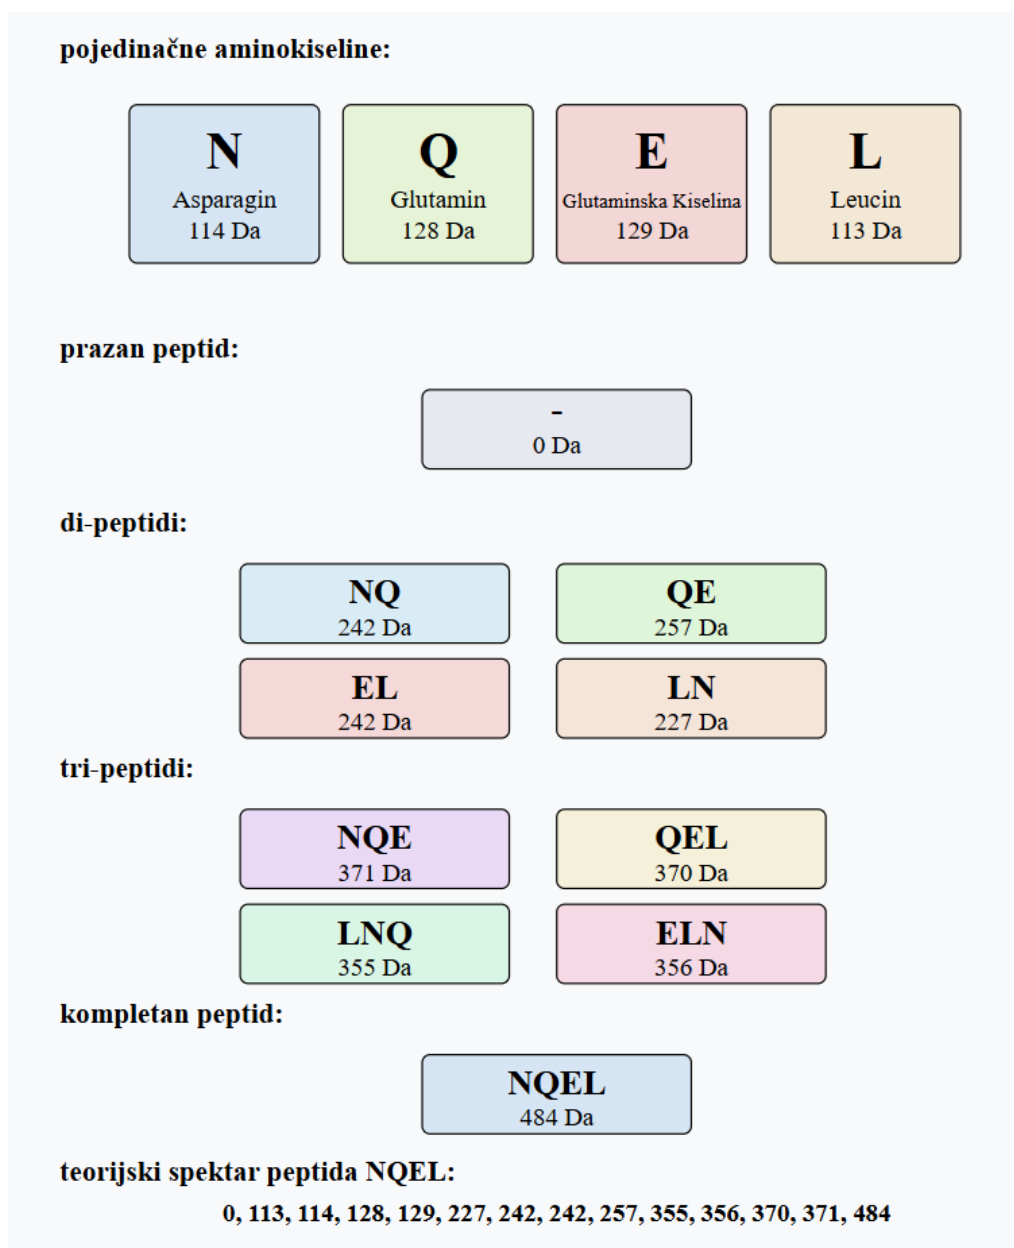 pojedinačne aminokiseline:
N
Asparagin
114 Da
Q
Glutamin
128 Da
E
Glutaminska Kiselina
129 Da
L
Leucin
113 Da
prazan peptid:
-
0 Da
di-peptidi:
NQ
242 Da
QE
257 Da
EL
242 Da
LN
227 Da
tri-peptidi:
NQE
371 Da
QEL
370 Da
LNQ
355 Da
ELN
356 Da
kompletan peptid:
NQEL
484 Da
teorijski spektar peptida NQEL:
0, 113, 114, 128, 129, 227, 242, 242, 257, 355, 356, 370, 371, 484